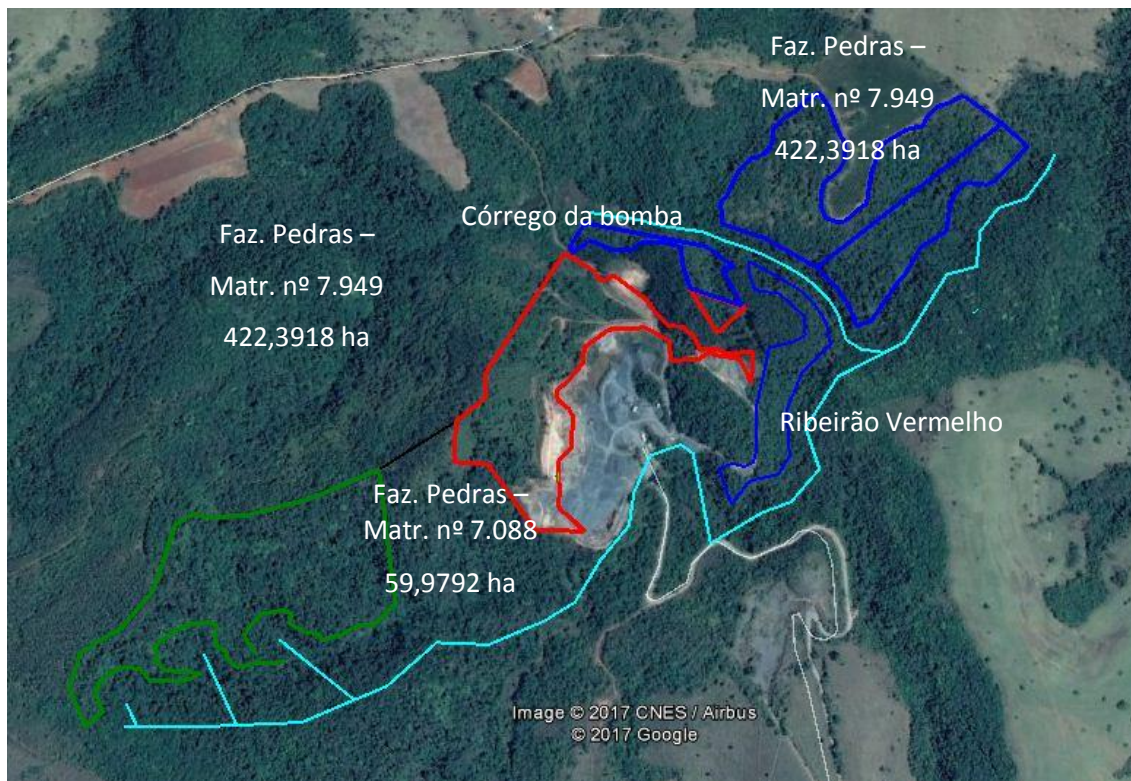 Faz. Pedras –
Matr. nº 7.949
422,3918 ha
Córrego da bomba
Faz. Pedras –
Matr. nº 7.949
422,3918 ha
Ribeirão Vermelho
Faz. Pedras –
Matr. nº 7.088
59,9792 ha
Image © 2017 CNES / Airbus
© 2017 Google